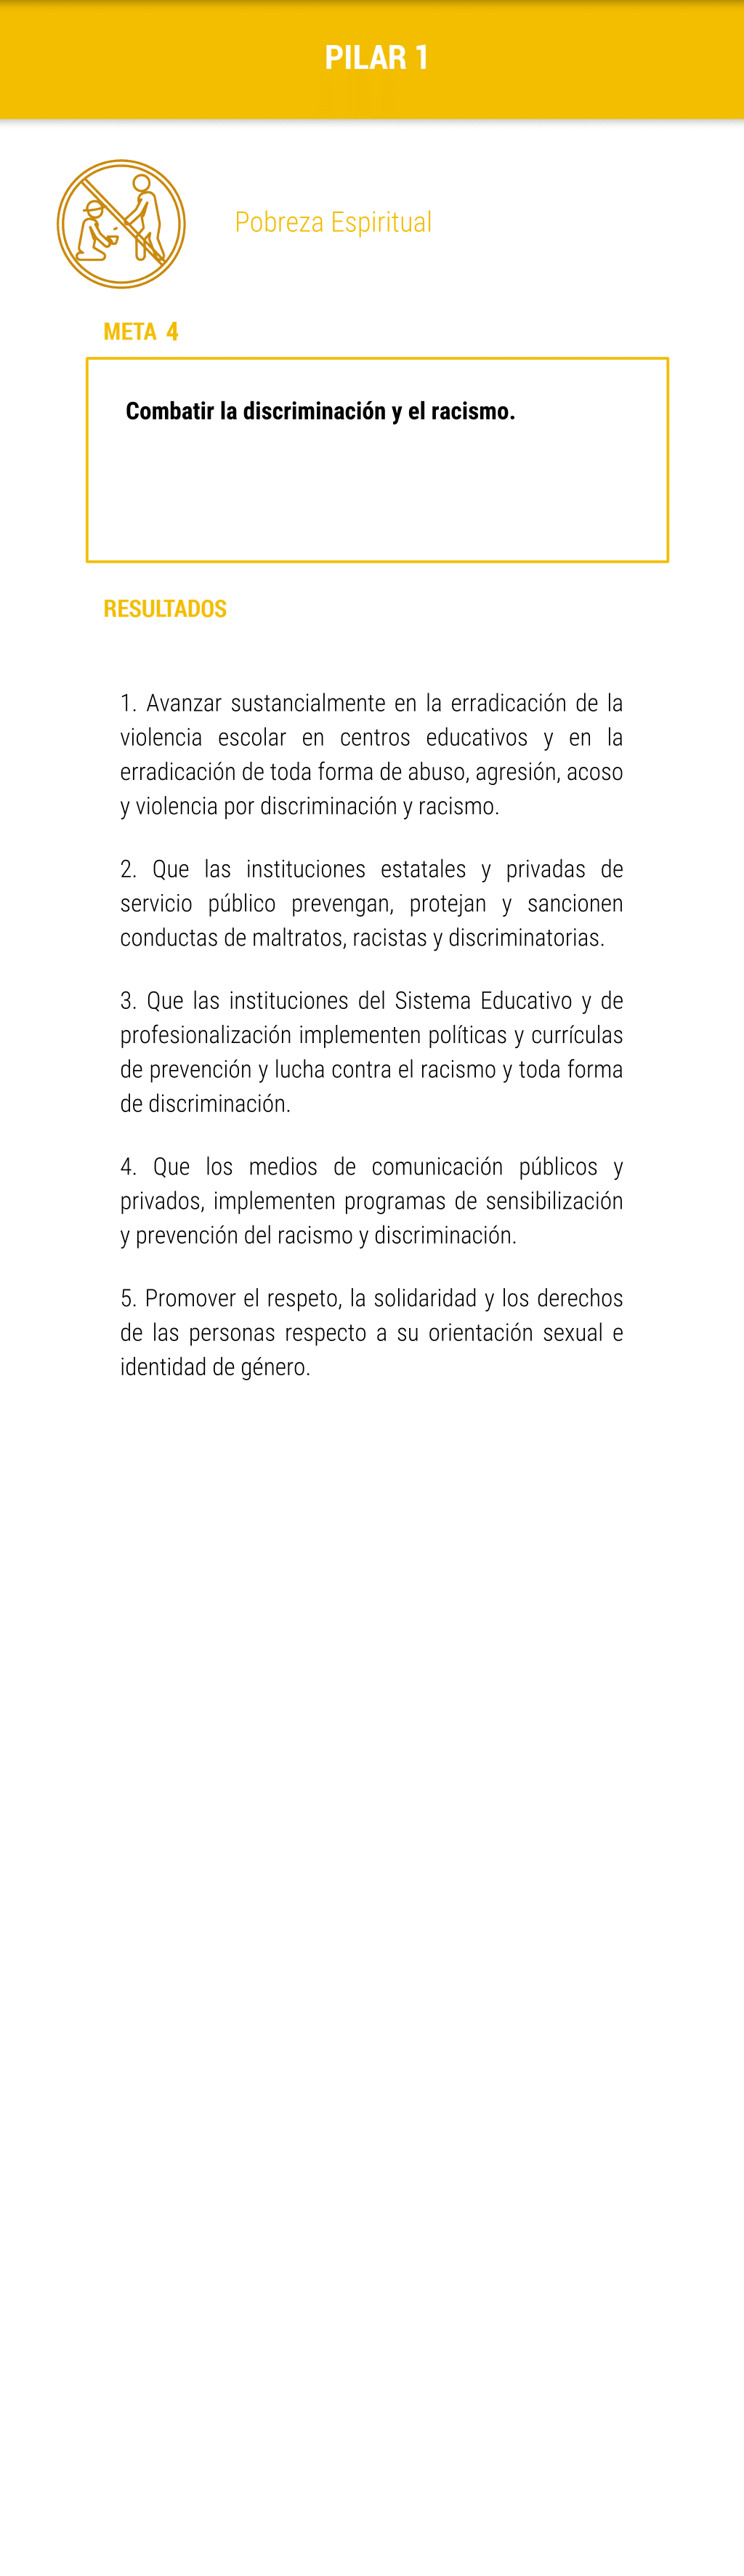 PILAR 1
Pobreza Espiritual
META 4
Combatir la discriminación y el racismo.
RESULTADOS
1. Avanzar sustancialmente en la erradicación de la
violencia escolar en centros educativos y en la
erradicación de toda forma de abuso, agresión, acoso
y violencia por discriminación y racismo.
2. Que las instituciones estatales y privadas de
servicio público prevengan, protejan y sancionen
conductas de maltratos, racistas y discriminatorias.
3. Que las instituciones del Sistema Educativo y de
profesionalización implementen políticas y currículas
de prevención y lucha contra el racismo y toda forma
de discriminación.
4. Que los medios de comunicación públicos y
privados, implementen programas de sensibilización
y prevención del racismo y discriminación.
5. Promover el respeto, la solidaridad y los derechos
de las personas respecto a su orientación sexual e
identidad de género.